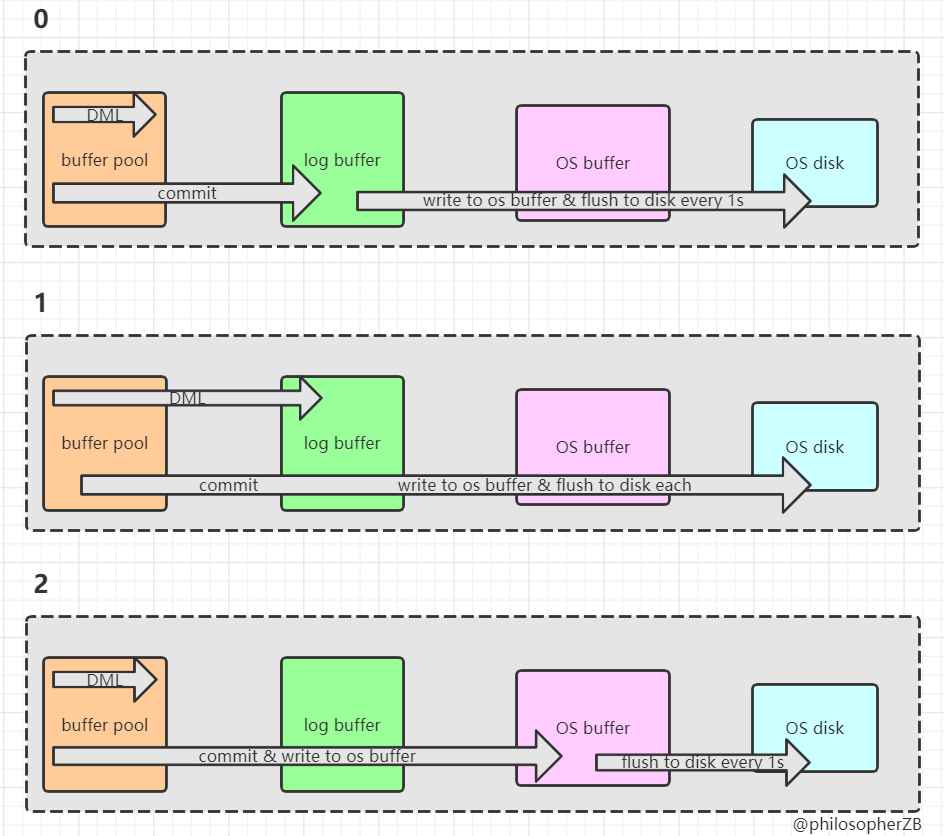 0
DML
buffer pool
log buffer
OS buffer
OS disk
commit
write to os buffer & flush to disk every 1s
1
DML
buffer pool
log buffer
OS buffer
OS disk
commit
write to os buffer & flush to disk each
2
DML
buffer pool
log buffer
OS buffer
OS disk
commit & write to os buffer
flush to disk every 1s
@philosopherZB